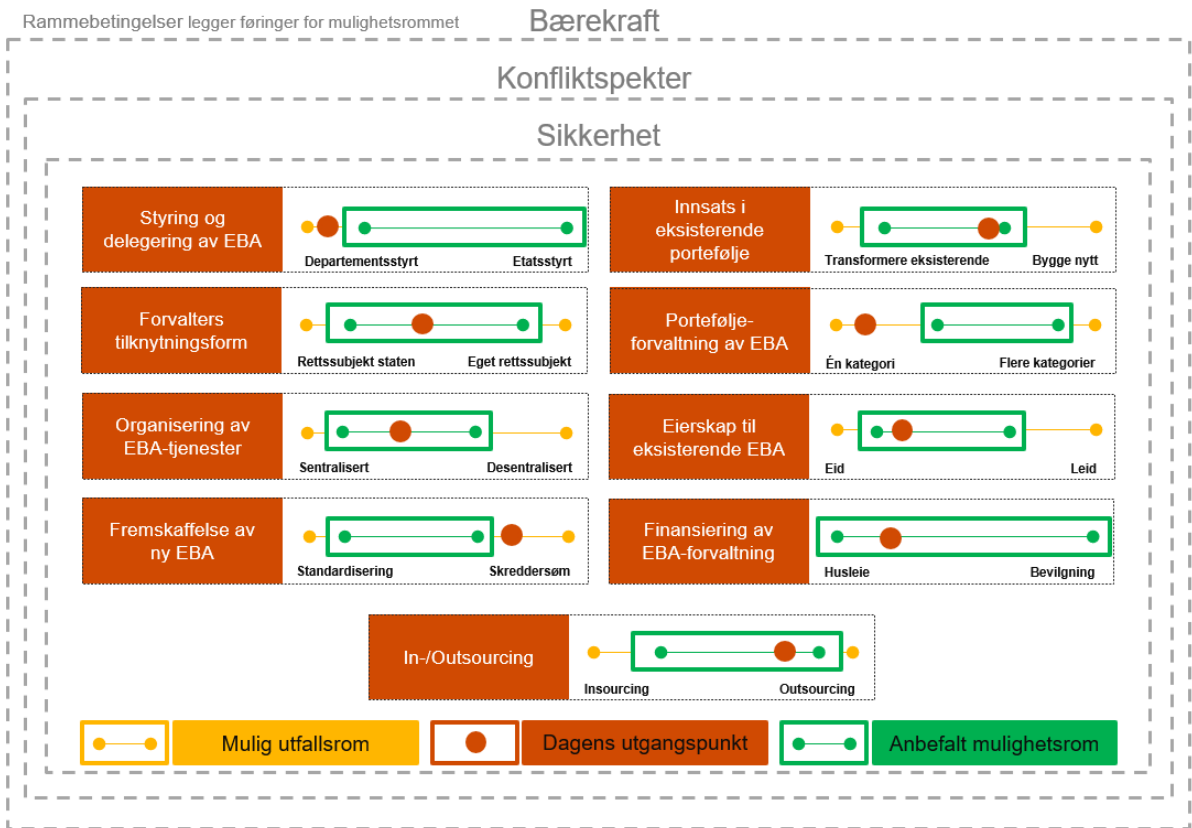 Rammebetingelser legger føringer for mulighetsrommet
Bærekraft
Konfliktspekter
Sikkerhet
Styring og
delegering av EBA
Departementsstyrt
Etatsstyrt
Innsats i
eksisterende
portefølje
Transformere eksisterende
Bygge nytt
Forvalters
tilknytningsform
Rettssubjekt staten
Eget rettssubjekt
Portefølje-
forvaltning av EBA
Én kategori
Flere kategorier
Organisering av
EBA-tjenester
Sentralisert
Desentralisert
Eierskap til
eksisterende EBA
Eid
Leid
Fremskaffelse av
ny EBA
Standardisering
Skreddersøm
Finansiering av
EBA-forvaltning
Husleie
Bevilgning
In-/Outsourcing
Insourcing
Outsourcing
Mulig utfallsrom
Dagens utgangspunkt
Anbefalt mulighetsrom